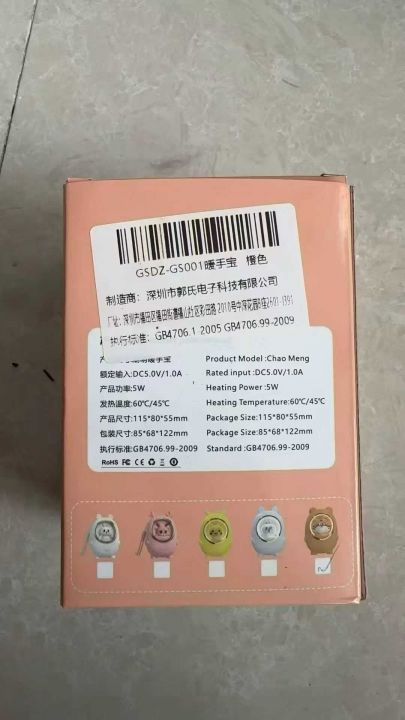 GSDZ-GS001暖手宝 橙色
制造商：深圳市郭氏电子科技有限公司
执行标准：GB4706.1 2005 GB4706.99-2009
暖手宝
Product Model :Chao Meng
额定输入:DC5.0V/1.0A
Rated input :DC5.0V/1.0A
产品功率:5W
Heating Power :5W
发热温度:60℃/45℃
Heating Temperature:60℃/45℃
产品尺寸:115*80*55mm
Package Size:115*80*55mm
包装尺寸:85*68*122mm
Package Size:85*68*122mm
执行标准:GB4706.99-2009
Standard :GB4706.99-2009
RoHS FC CE